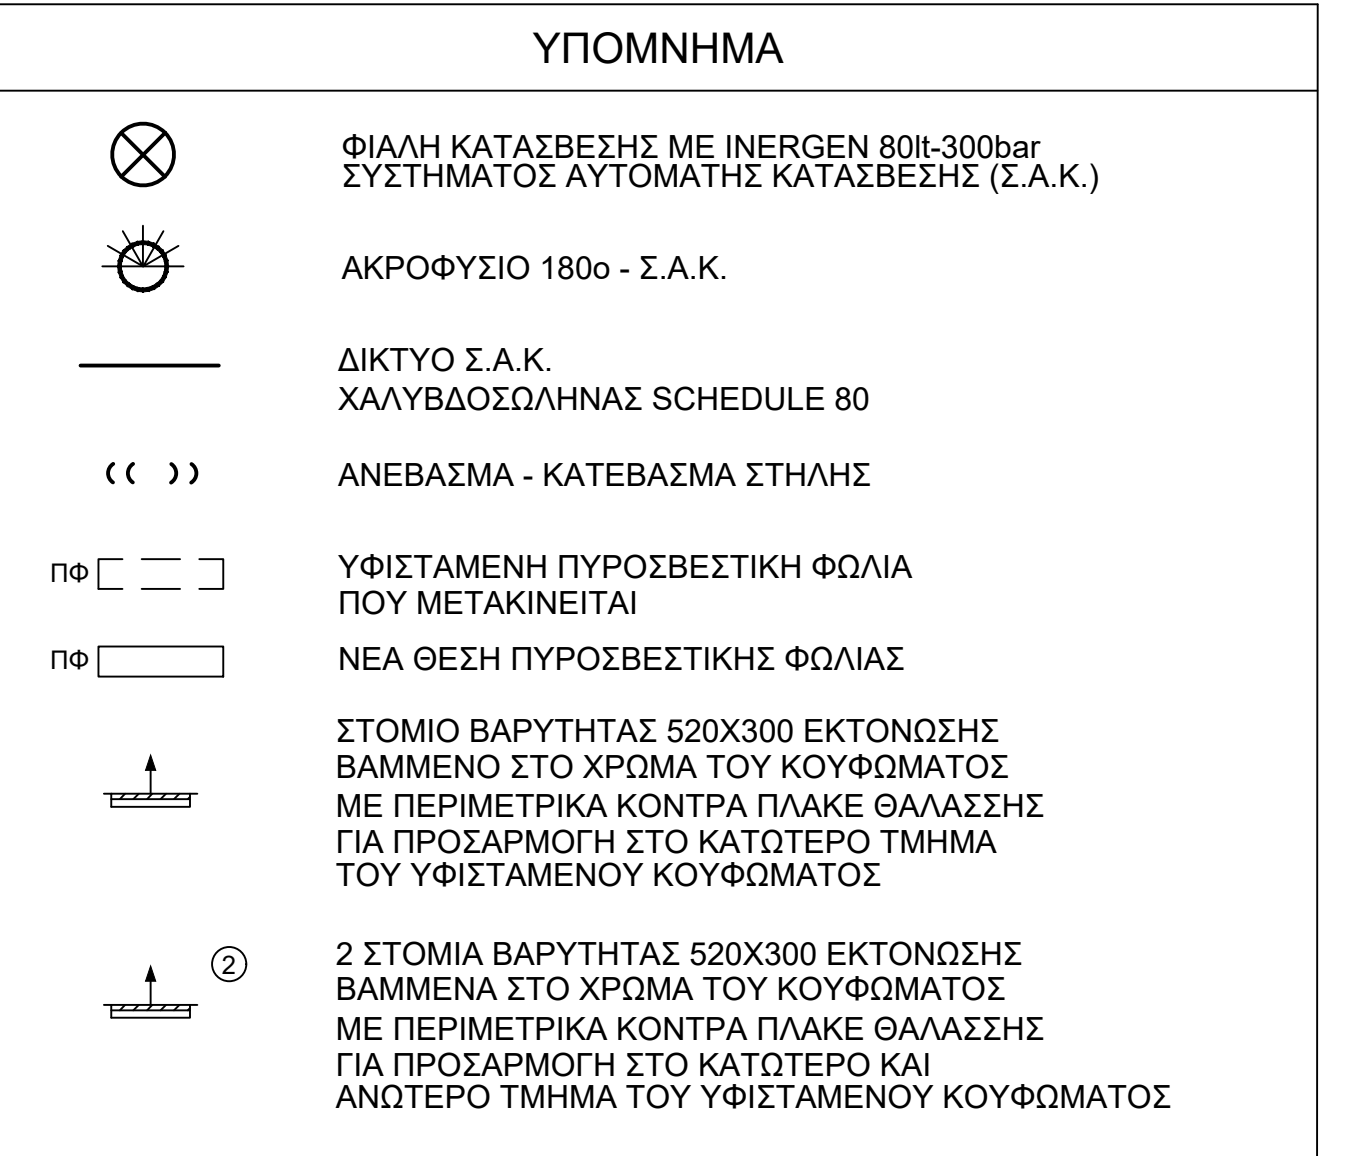 ΥΠΟΜΝΗΜΑ
ΦΙΑΛΗ ΚΑΤΑΣΒΕΣΗΣ ΜΕ INERGEN 80lt-300bar
ΣΥΣΤΗΜΑΤΟΣ ΑΥΤΟΜΑΤΗΣ ΚΑΤΑΣΒΕΣΗΣ (Σ.Α.Κ.)
ΑΚΡΟΦΥΣΙΟ 180ο - Σ.Α.Κ.
ΔΙΚΤΥΟ Σ.Α.Κ.
ΧΑΛΥΒΔΟΣΩΛΗΝΑΣ SCHEDULE 80
ΑΝΕΒΑΣΜΑ - ΚΑΤΕΒΑΣΜΑ ΣΤΗΛΗΣ
ΠΦ ΥΦΙΣΤΑΜΕΝΗ ΠΥΡΟΣΒΕΣΤΙΚΗ ΦΩΛΙΑ
ΠΟΥ ΜΕΤΑΚΙΝΕΙΤΑΙ
ΠΦ ΝΕΑ ΘΕΣΗ ΠΥΡΟΣΒΕΣΤΙΚΗΣ ΦΩΛΙΑΣ
ΣΤΟΜΙΟ ΒΑΡΥΤΗΤΑΣ 520Χ300 ΕΚΤΟΝΩΣΗΣ
ΒΑΜΜΕΝΟ ΣΤΟ ΧΡΩΜΑ ΤΟΥ ΚΟΥΦΩΜΑΤΟΣ
ΜΕ ΠΕΡΙΜΕΤΡΙΚΑ ΚΟΝΤΡΑ ΠΛΑΚΕ ΘΑΛΑΣΣΗΣ
ΓΙΑ ΠΡΟΣΑΡΜΟΓΗ ΣΤΟ ΚΑΤΩΤΕΡΟ ΤΜΗΜΑ
ΤΟΥ ΥΦΙΣΤΑΜΕΝΟΥ ΚΟΥΦΩΜΑΤΟΣ
2 2 ΣΤΟΜΙΑ ΒΑΡΥΤΗΤΑΣ 520Χ300 ΕΚΤΟΝΩΣΗΣ
ΒΑΜΜΕΝΑ ΣΤΟ ΧΡΩΜΑ ΤΟΥ ΚΟΥΦΩΜΑΤΟΣ
ΜΕ ΠΕΡΙΜΕΤΡΙΚΑ ΚΟΝΤΡΑ ΠΛΑΚΕ ΘΑΛΑΣΣΗΣ
ΓΙΑ ΠΡΟΣΑΡΜΟΓΗ ΣΤΟ ΚΑΤΩΤΕΡΟ ΚΑΙ
ΑΝΩΤΕΡΟ ΤΜΗΜΑ ΤΟΥ ΥΦΙΣΤΑΜΕΝΟΥ ΚΟΥΦΩΜΑΤΟΣ